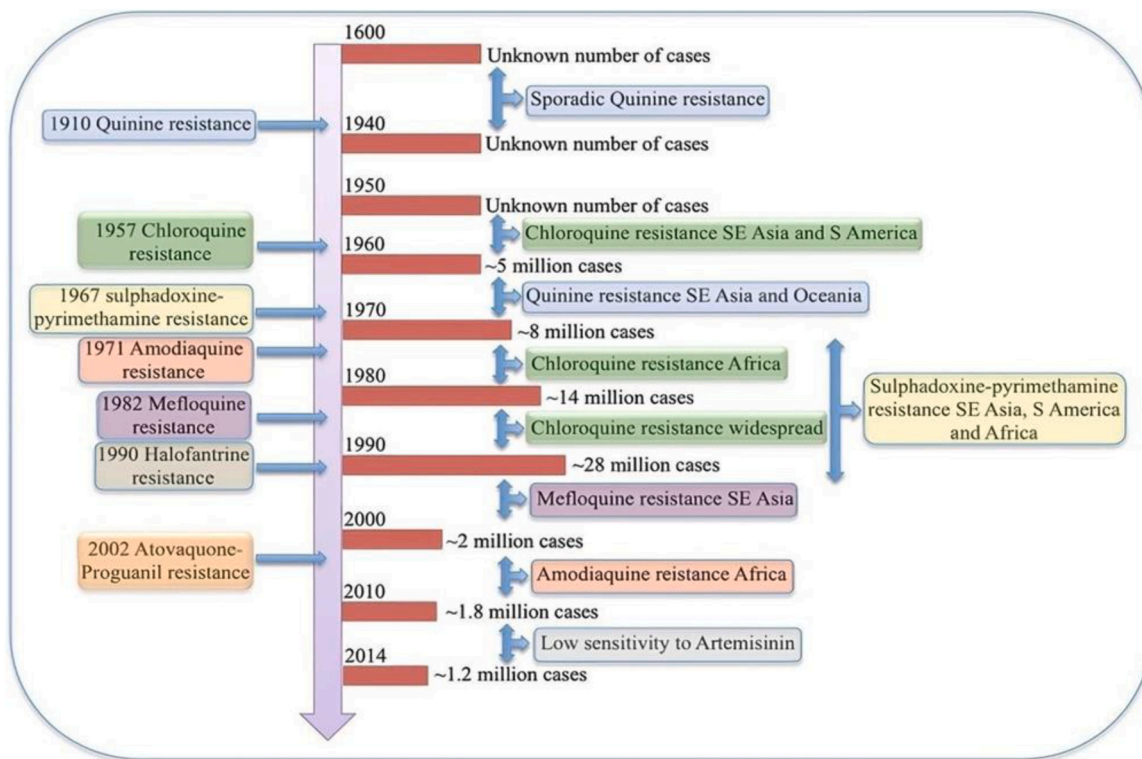 1600
Unknown number of cases
Sporadic Quinine resistance
1910 Quinine resistance
1940
Unknown number of cases
1950
Unknown number of cases
1957 Chloroquine
resistance
Chloroquine resistance SE Asia and S America
1960
~5 million cases
1967 sulphadoxine-
pyrimethamine resistance
Quinine resistance SE Asia and Oceania
1970
~8 million cases
1971 Amodiaquine
resistance
Chloroquine resistance Africa
1980
~14 million cases
Sulphadoxine-pyrimethamine
resistance SE Asia, S America
and Africa
1982 Mefloquine
resistance
Chloroquine resistance widespread
1990 Halofantrine
resistance
1990
~28 million cases
Mefloquine resistance SE Asia
2000
~2 million cases
2002 Atovaquone-
Proguanil resistance
Amodiaquine reistance Africa
2010
~1.8 million cases
Low sensitivity to Artemisinin
2014
~1.2 million cases